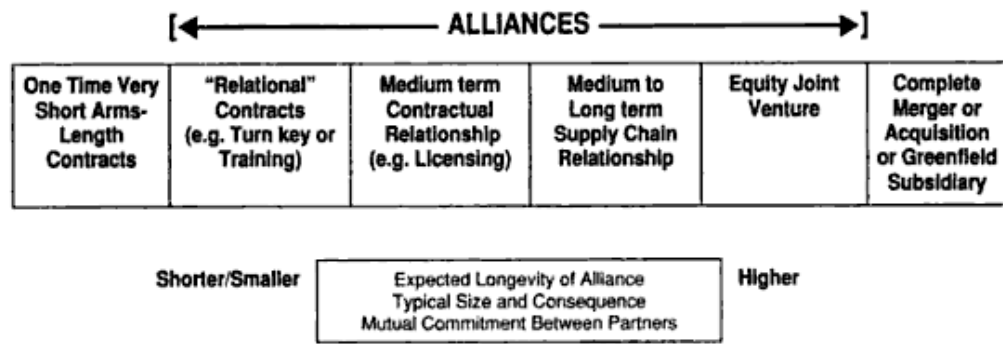 ALLIANCES
One Time Very
Short Arms-
Length
Contracts
"Relational"
Contracts
(e.g. Turn key or
Training)
Medium term
Contractual
Relationship
(e.g. Licensing)
Medium to
Long term
Supply Chain
Relationship
Equity Joint
Venture
Complete
Merger or
Acquisition
or Greenfield
Subsidiary
Shorter/Smaller
Expected Longevity of Alliance
Typical Size and Consequence
Mutual Commitment Between Partners
Higher